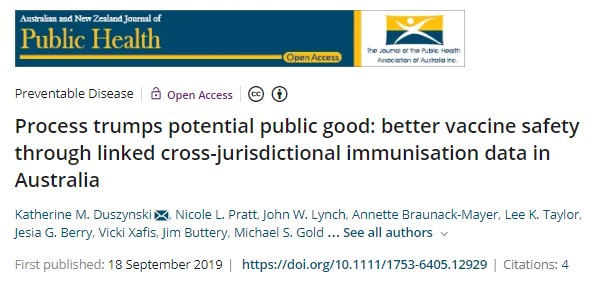 Australian and New Zealand Journal of
Public Health
Open Access
The Journal of the Public Health
Association of Australia Inc.
Preventable Disease | Open Access | CC
Process trumps potential public good: better vaccine safety
through linked cross-jurisdictional immunisation data in
Australia
Katherine M. Duszynski, Nicole L. Pratt, John W. Lynch, Annette Braunack-Mayer, Lee K. Taylor,
Jesia G. Berry, Vicki Xafis, Jim Buttery, Michael S. Gold ... See all authors
First published: 18 September 2019 | https://doi.org/10.1111/1753-6405.12929 | Citations: 4